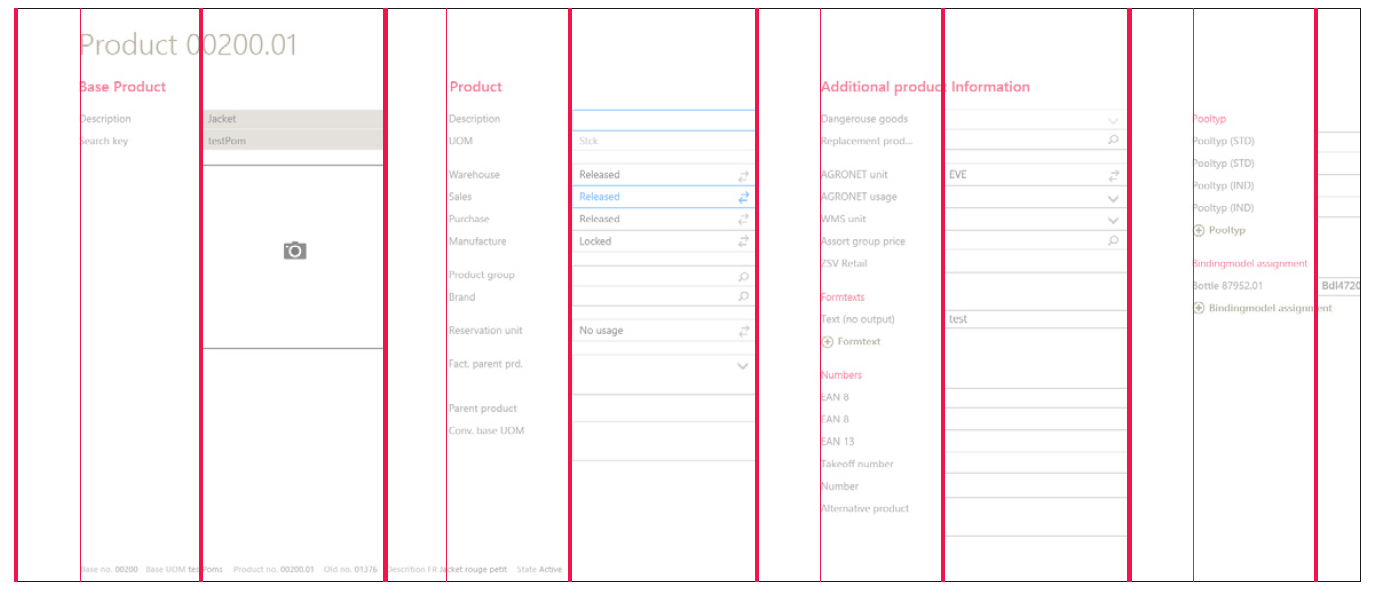 Product 00200.01
Base Product
Description Jacket
Search key testPom
Product
Description
UOM Stck
Warehouse Released
Sales Released
Purchase Released
Manufacture Locked
Product group
Brand
Reservation unit No usage
Fact. parent prd.
Parent product
Conv. base UOM
Additional product Information
Dangerouse goods
Replacement prod...
AGRONET unit EVE
AGRONET usage
WMS unit
Assort group price
ZSV Retail
Formtexts
Text (no output) test
Formtext
Numbers
EAN 8
EAN 8
EAN 13
Takeoff number
Number
Alternative product
Pooltyp
Pooltyp (STD)
Pooltyp (STD)
Pooltyp (IND)
Pooltyp (IND)
Pooltyp
Bindingmodel assignment
Bottle 87952.01 Bdl4720
Bindingmodel assignment
Base no. 00200 Base UOM testPoms Product no. 00200.01 Old no. 01376 Descrition FR Jacket rouge petit State Active